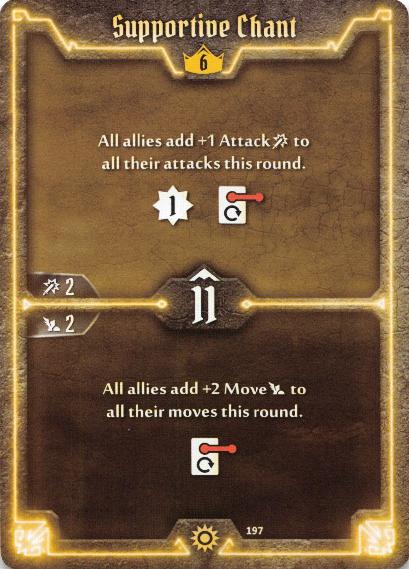 Supportive Chant
6
All allies add +1 Attack to
all their attacks this round.
1
2
11
2
All allies add +2 Move to
all their moves this round.
197